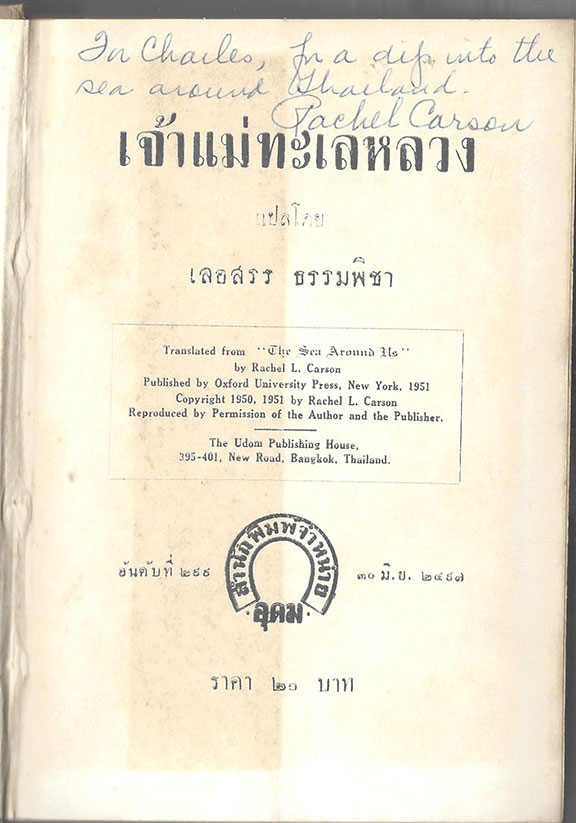 For Charles, for a dip into the
sea around Thailand.
Rachel Carson
เจ้าแม่ทะเลหลวง
แปลโดย
เลอสรร ธรรมพิชา
Translated from "The Sea Around Us"
by Rachel L. Carson
Published by Oxford University Press, New York, 1951
Copyright 1950, 1951 by Rachel L. Carson
Reproduced by Permission of the Author and the Publisher.
The Udom Publishing House,
395-401, New Road, Bangkok, Thailand.
สำนักพิมพ์จำหน่าย
อุดม
อันดับที่ ๒๙๙
๓๐ มิ.ย. ๒๔๙๗
ราคา ๒๐ บาท